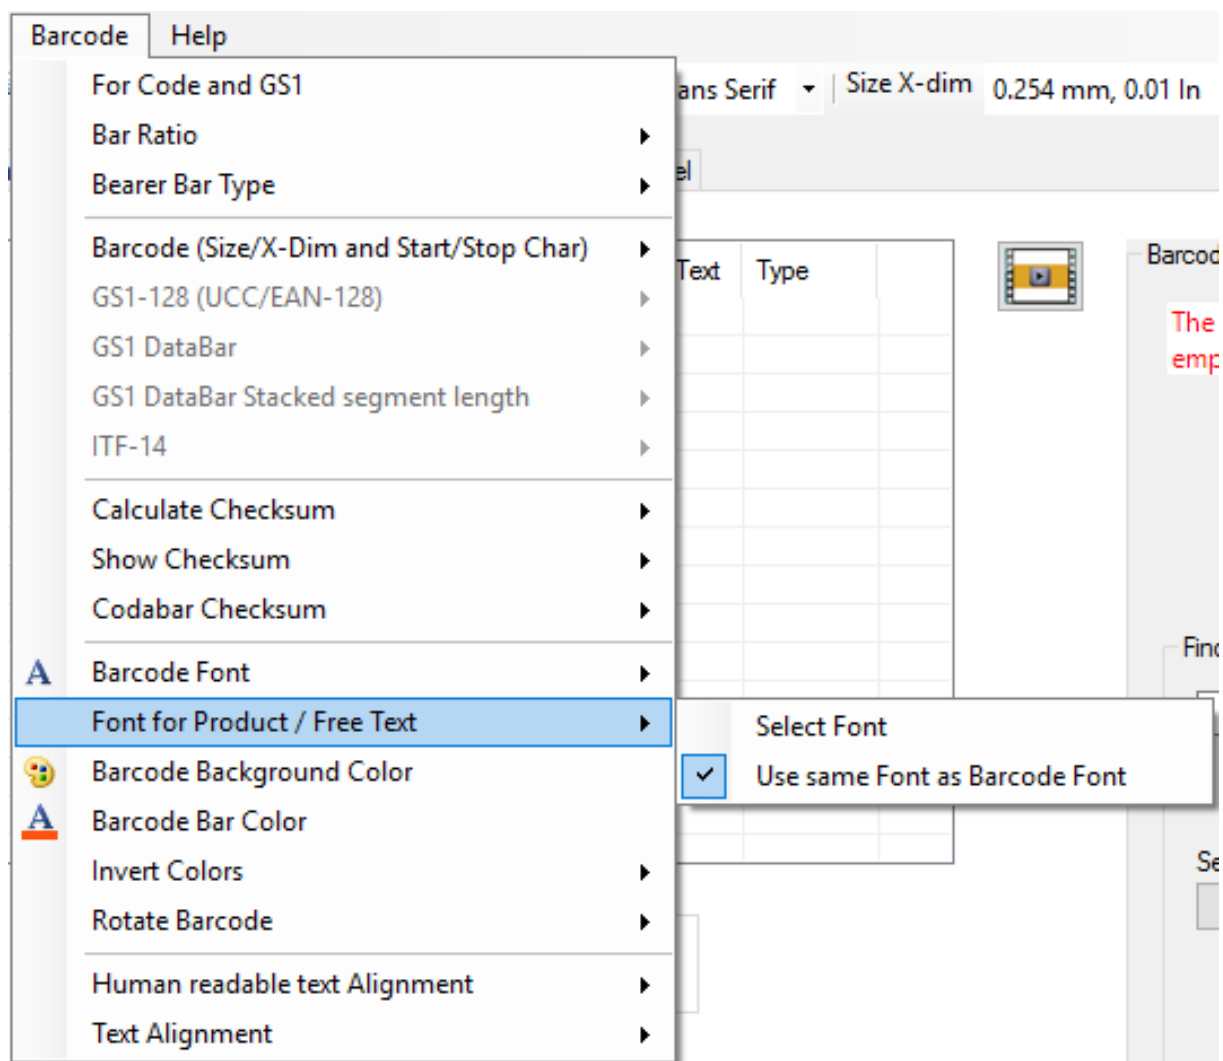 Barcode Help
For Code and GS1
Serif
Size X-dim
0.254 mm, 0.01 In
Bar Ratio
Bearer Bar Type
Barcode (Size/X-Dim and Start/Stop Char)
Text
Type
GS1-128 (UCC/EAN-128)
The
GS1 DataBar
GS1 DataBar Stacked segment length
ITF-14
Calculate Checksum
Show Checksum
Codabar Checksum
Barcode Font
Font for Product / Free Text
Select Font
Use same Font as Barcode Font
Barcode Background Color
Barcode Bar Color
Invert Colors
Rotate Barcode
Human readable text Alignment
Text Alignment